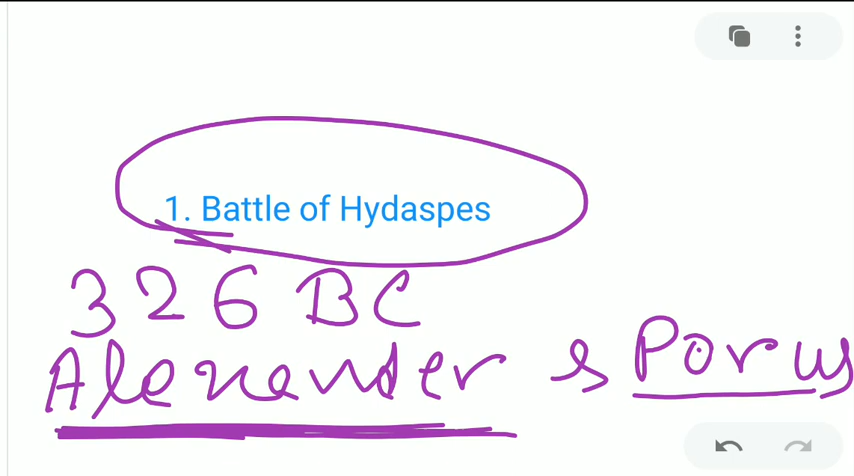 1. Battle of Hydaspes
326 BC
Alexander & Porus